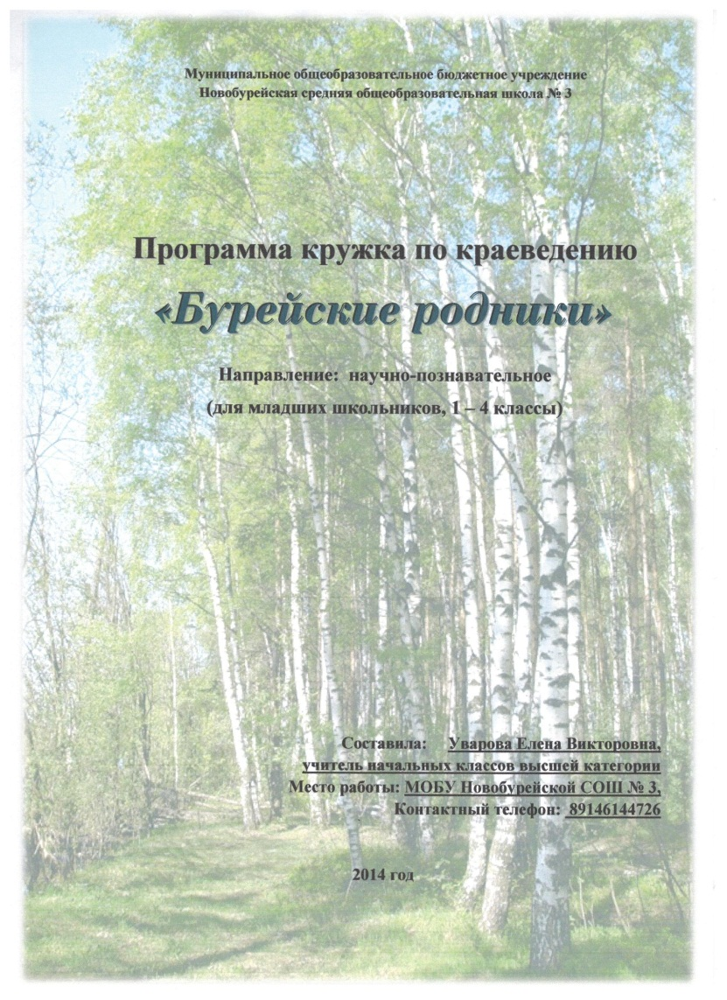 Муниципальное общеобразовательное бюджетное учреждение
Новобурейская средняя общеобразовательная школа № 3
Программа кружка по краеведению
«Бурейские родники»
Направление: научно-познавательное
(для младших школьников, 1 – 4 классы)
Составила: Уварова Елена Викторовна,
учитель начальных классов высшей категории
Место работы: МОБУ Новобурейской СОШ № 3,
Контактный телефон: 89146144726
2014 год